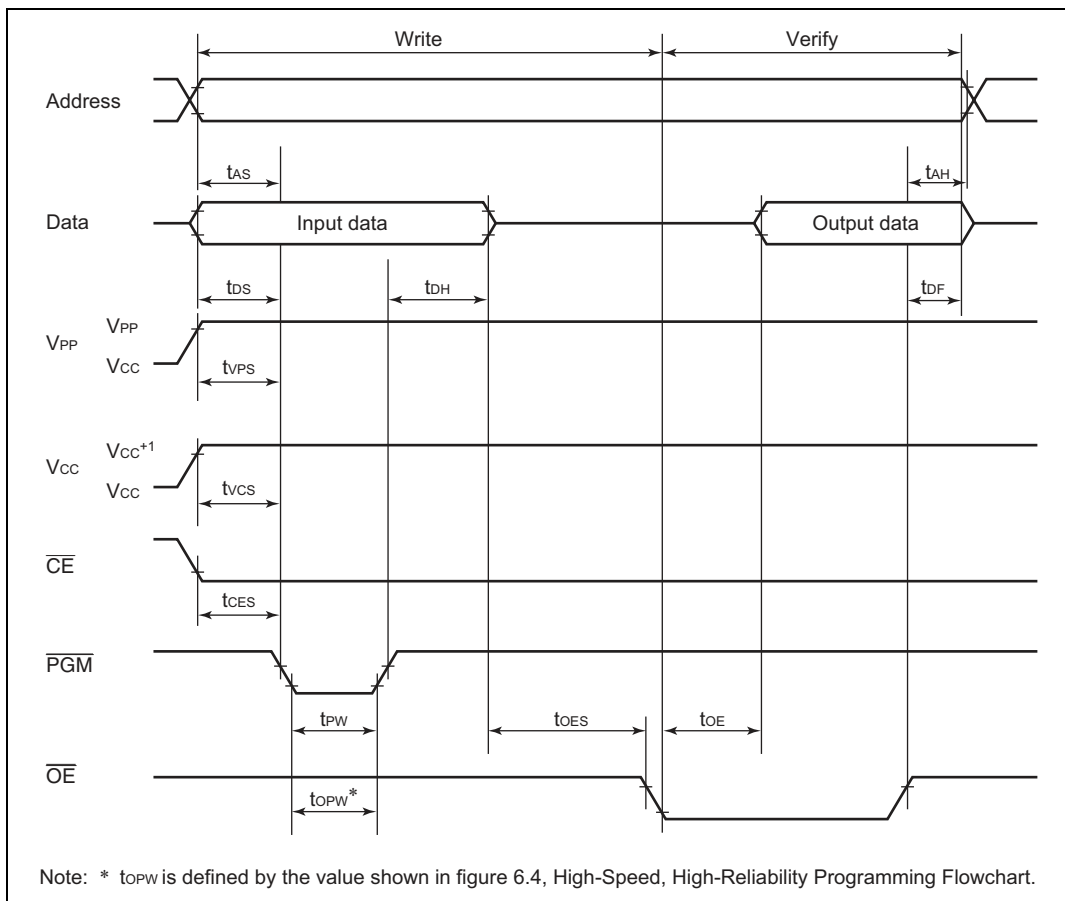 Write Verify
Address
tAS tAH
Data Input data Output data
tDS tDH tDF
VPP
VPP
VCC
tVPS
VCC+1
VCC
VCC
tVCS
CE
tCES
PGM
tPW tOES tOE
OE
tOPW*
Note: * tOPW is defined by the value shown in figure 6.4, High-Speed, High-Reliability Programming Flowchart.